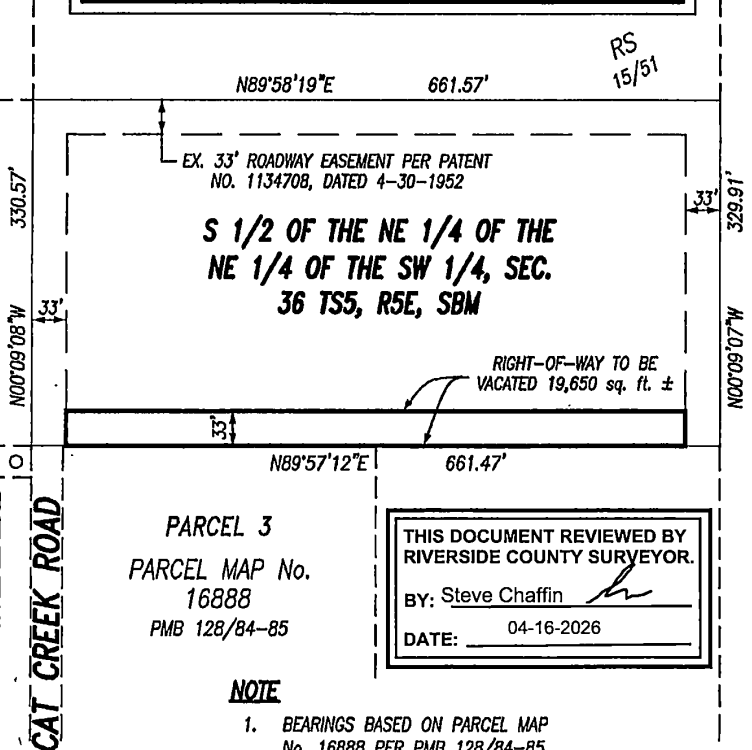 RS
15/51
N89°58'19"E 661.57'
EX. 33' ROADWAY EASEMENT PER PATENT
NO. 1134708, DATED 4-30-1952
330.57'
33'
329.91'
S 1/2 OF THE NE 1/4 OF THE
NE 1/4 OF THE SW 1/4, SEC.
36 TS5, R5E, SBM
33'
N00°09'08"W
N00°09'07"W
RIGHT-OF-WAY TO BE
VACATED 19,650 sq. ft. ±
33'
N89°57'12"E 661.47'
CAT CREEK ROAD
PARCEL 3
PARCEL MAP No.
16888
PMB 128/84-85
THIS DOCUMENT REVIEWED BY
RIVERSIDE COUNTY SURVEYOR.
BY: Steve Chaffin
DATE: 04-16-2026
NOTE
1. BEARINGS BASED ON PARCEL MAP
No. 16888 PER PMB 128/84-85